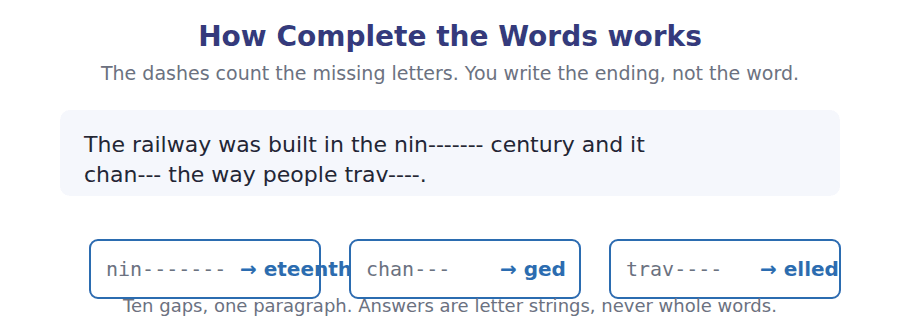 How Complete the Words works
The dashes count the missing letters. You write the ending, not the word.
The railway was built in the nin------- century and it
chan--- the way people trav----.
nin------- → eteenth
chan--- → ged
trav---- → elled
Ten gaps, one paragraph. Answers are letter strings, never whole words.